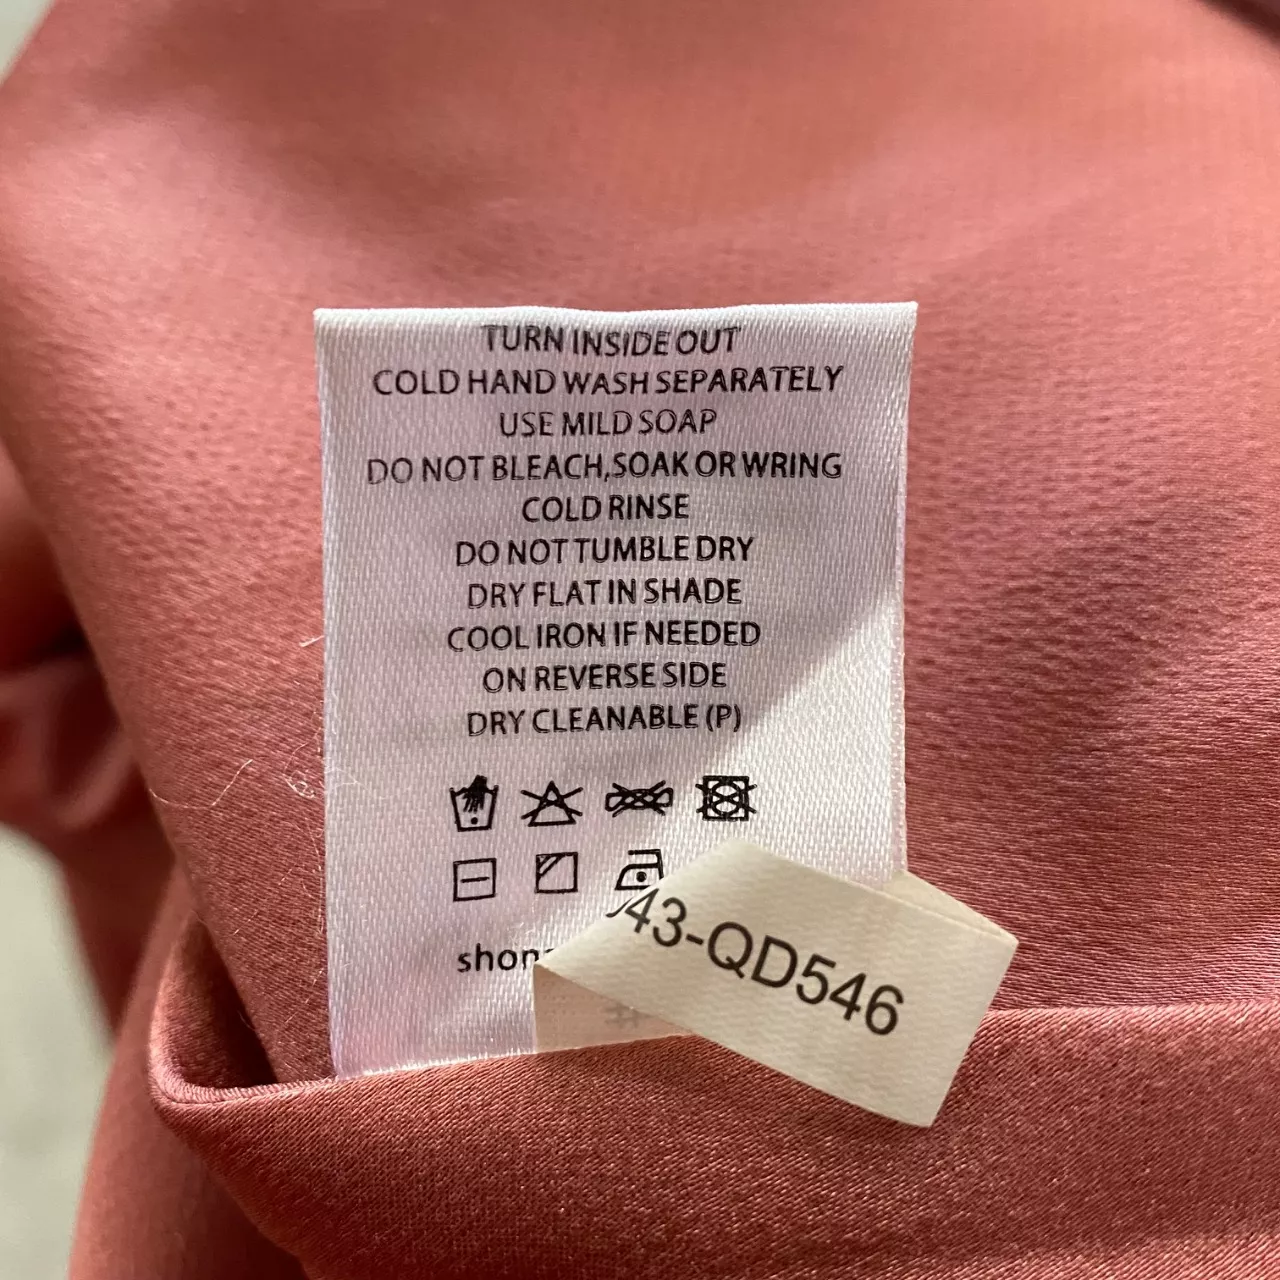 TURN INSIDE OUT
COLD HAND WASH SEPARATELY
USE MILD SOAP
DO NOT BLEACH,SOAK OR WRING
COLD RINSE
DO NOT TUMBLE DRY
DRY FLAT IN SHADE
COOL IRON IF NEEDED
ON REVERSE SIDE
DRY CLEANABLE (P)
43-QD546
shon
#